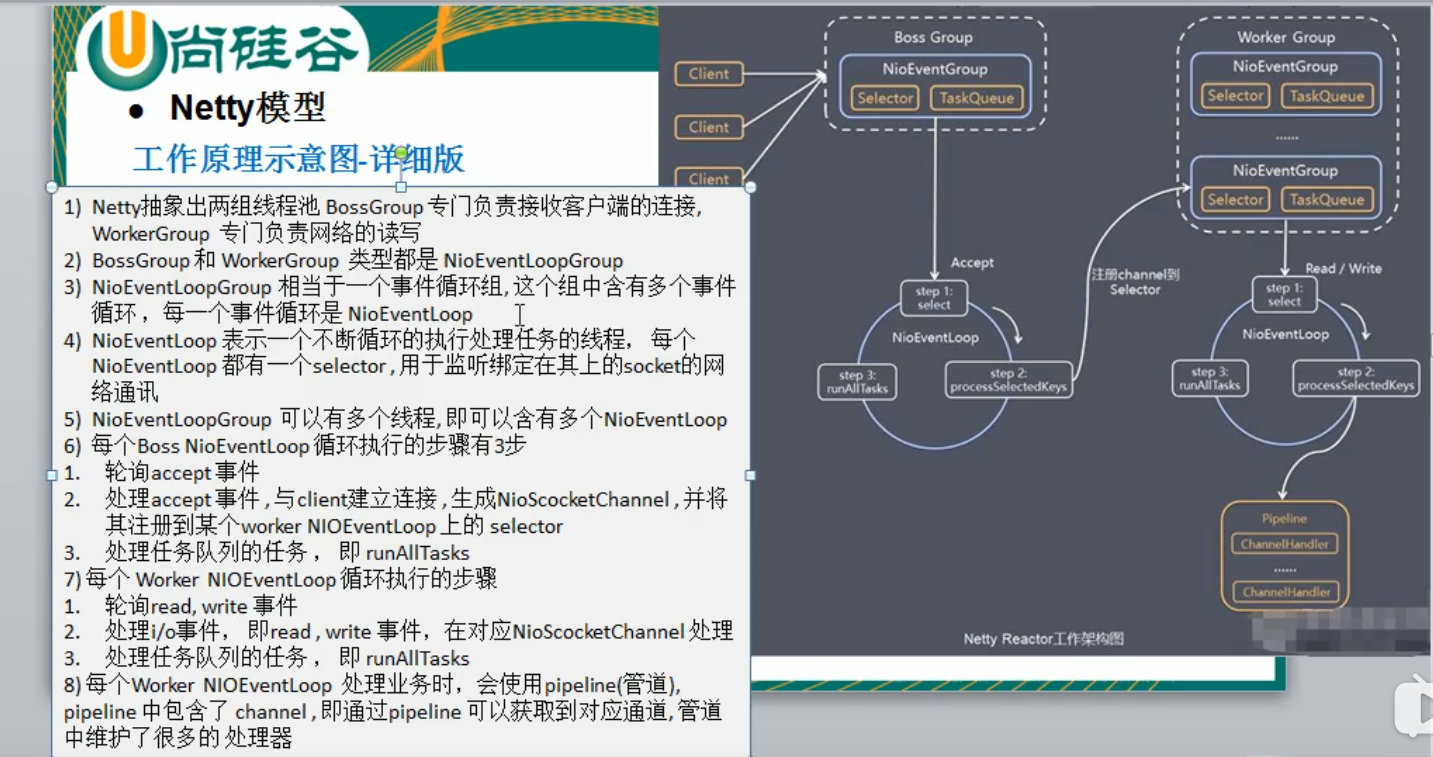 尚硅谷
● Netty模型
工作原理示意图-详细版
1) Netty抽象出两组线程池 BossGroup 专门负责接收客户端的连接,
WorkerGroup 专门负责网络的读写
2) BossGroup 和 WorkerGroup 类型都是 NioEventLoopGroup
3) NioEventLoopGroup 相当于一个事件循环组, 这个组中含有多个事件
循环 ，每一个事件循环是 NioEventLoop
4) NioEventLoop 表示一个不断循环的执行处理任务的线程， 每个
NioEventLoop 都有一个selector , 用于监听绑定在其上的socket的网
络通讯
5) NioEventLoopGroup 可以有多个线程, 即可以含有多个NioEventLoop
6) 每个Boss NioEventLoop 循环执行的步骤有3步
1. 轮询accept 事件
2. 处理accept 事件 , 与client建立连接 , 生成NioScocketChannel , 并将
其注册到某个worker NIOEventLoop 上的 selector
3. 处理任务队列的任务 ， 即 runAllTasks
7) 每个 Worker NIOEventLoop 循环执行的步骤
1. 轮询read, write 事件
2. 处理i/o事件， 即read , write 事件，在对应NioScocketChannel 处理
3. 处理任务队列的任务 ， 即 runAllTasks
8) 每个Worker NIOEventLoop 处理业务时，会使用pipeline(管道),
pipeline 中包含了 channel , 即通过pipeline 可以获取到对应通道, 管道
中维护了很多的 处理器
Client
Client
Client
Boss Group
NioEventGroup
Selector TaskQueue
Accept
step 1:
select
NioEventLoop
step 2:
processSelectedKeys
step 3:
runAllTasks
注册channel到
Selector
Worker Group
NioEventGroup
Selector TaskQueue
......
NioEventGroup
Selector TaskQueue
Read / Write
step 1:
select
NioEventLoop
step 2:
processSelectedKeys
step 3:
runAllTasks
Pipeline
ChannelHandler
......
ChannelHandler
Netty Reactor工作架构图